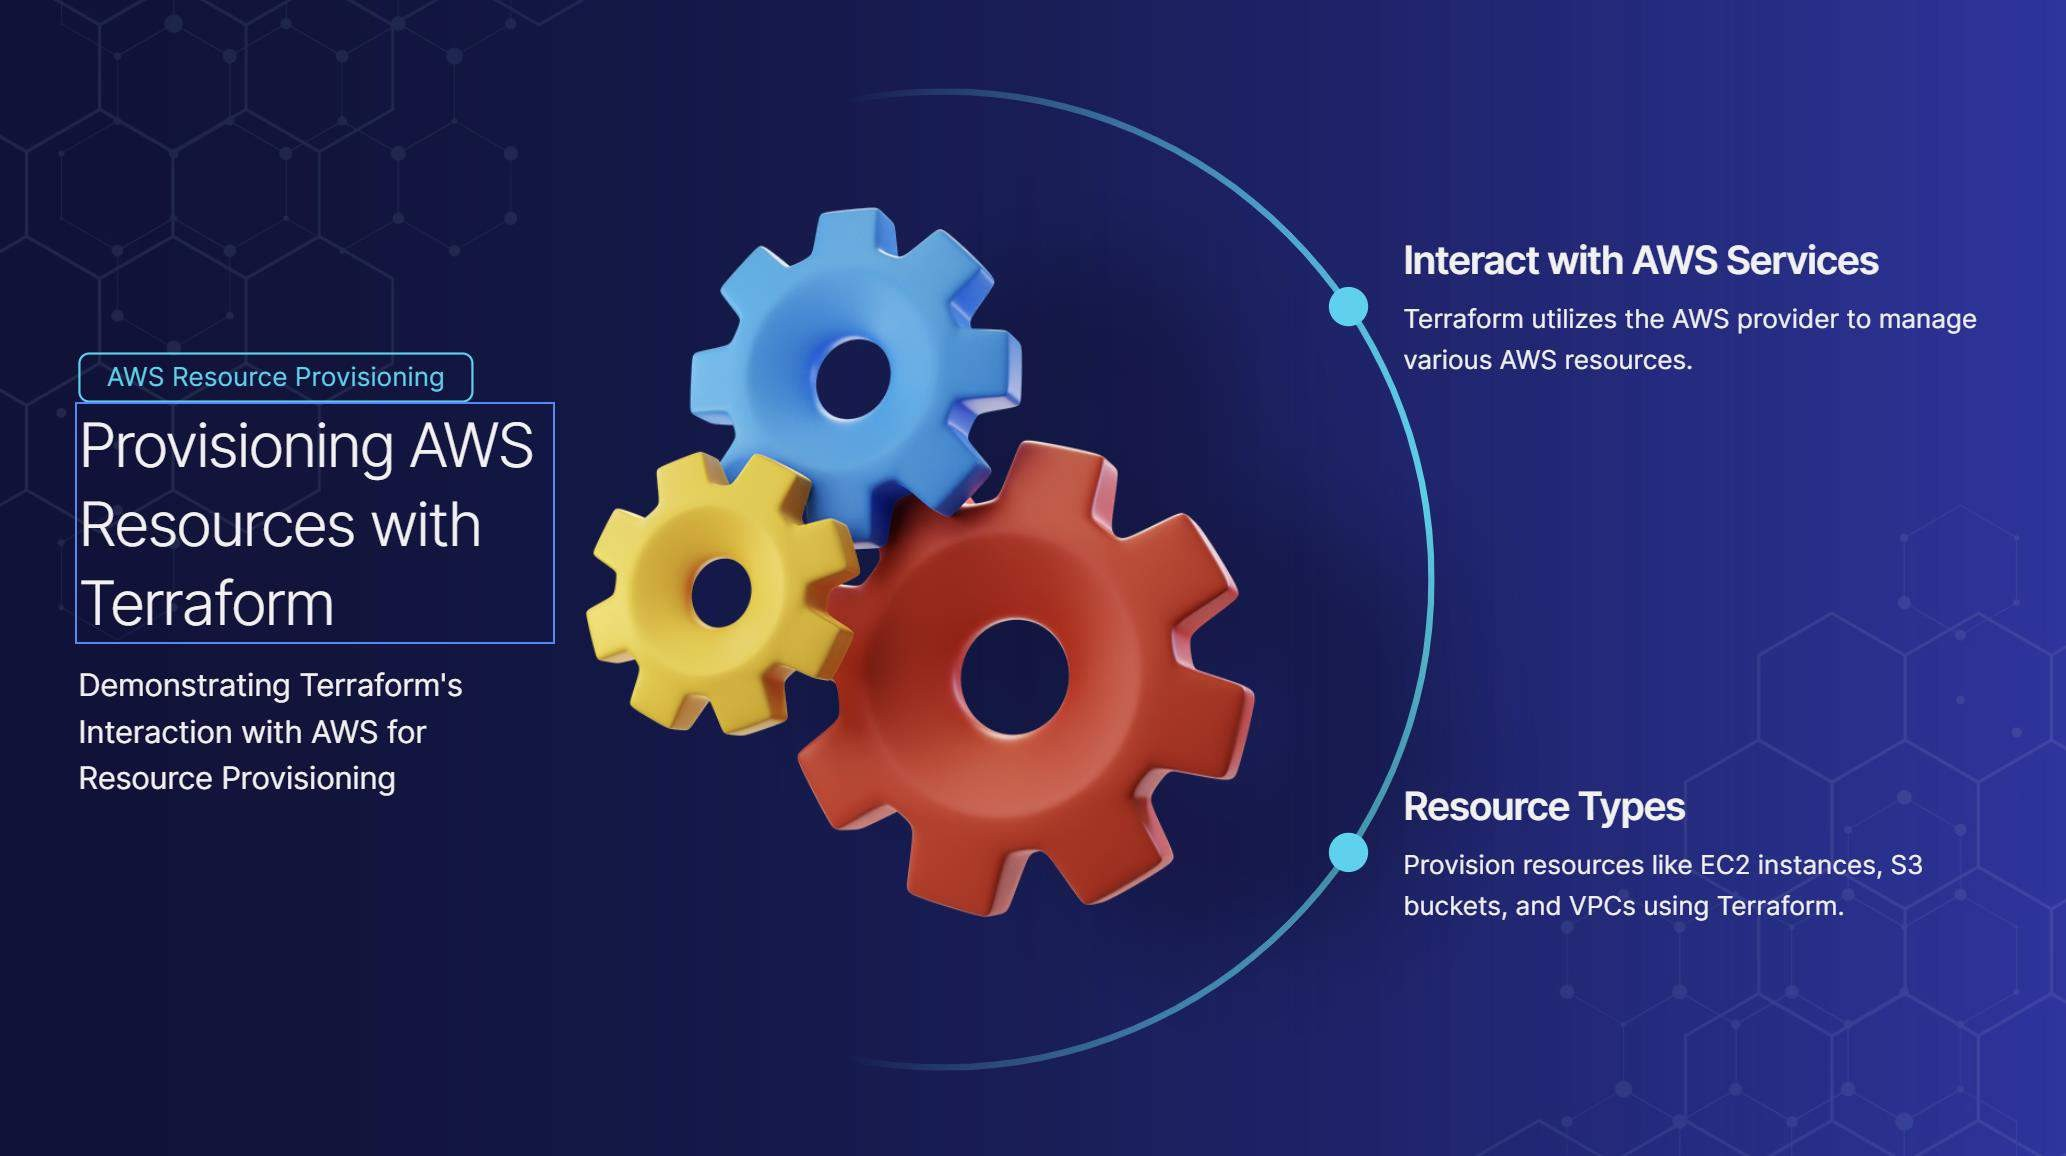 AWS Resource Provisioning
Provisioning AWS
Resources with
Terraform
Demonstrating Terraform's
Interaction with AWS for
Resource Provisioning
Interact with AWS Services
Terraform utilizes the AWS provider to manage
various AWS resources.
Resource Types
Provision resources like EC2 instances, S3
buckets, and VPCs using Terraform.